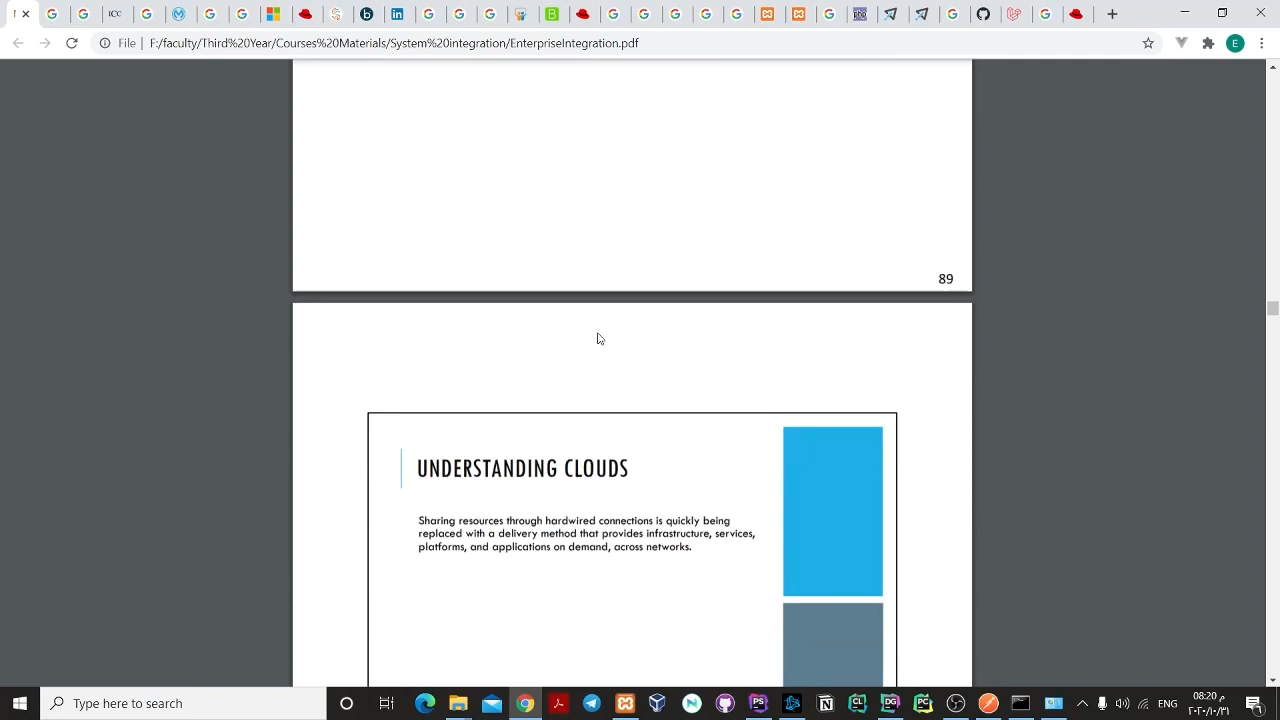 ICC
File
F:/faculty/Third%20Year/Courses%20Materials/System%20integration/EnterpriseIntegration.pdf
E
89
UNDERSTANDING CLOUDS
Sharing resources through hardwired connections is quickly being
replaced with a delivery method that provides infrastructure, services,
platforms, and applications on demand, across networks.
Type here to search
ENG
08:20 م